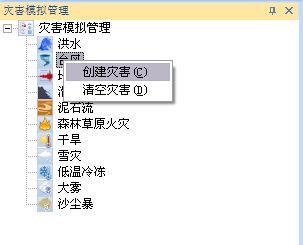 灾害模拟管理
灾害模拟管理
洪水
台风
创建灾害(C)
清空灾害(D)
泥石流
森林草原火灾
干旱
雪灾
低温冷冻
大雾
沙尘暴